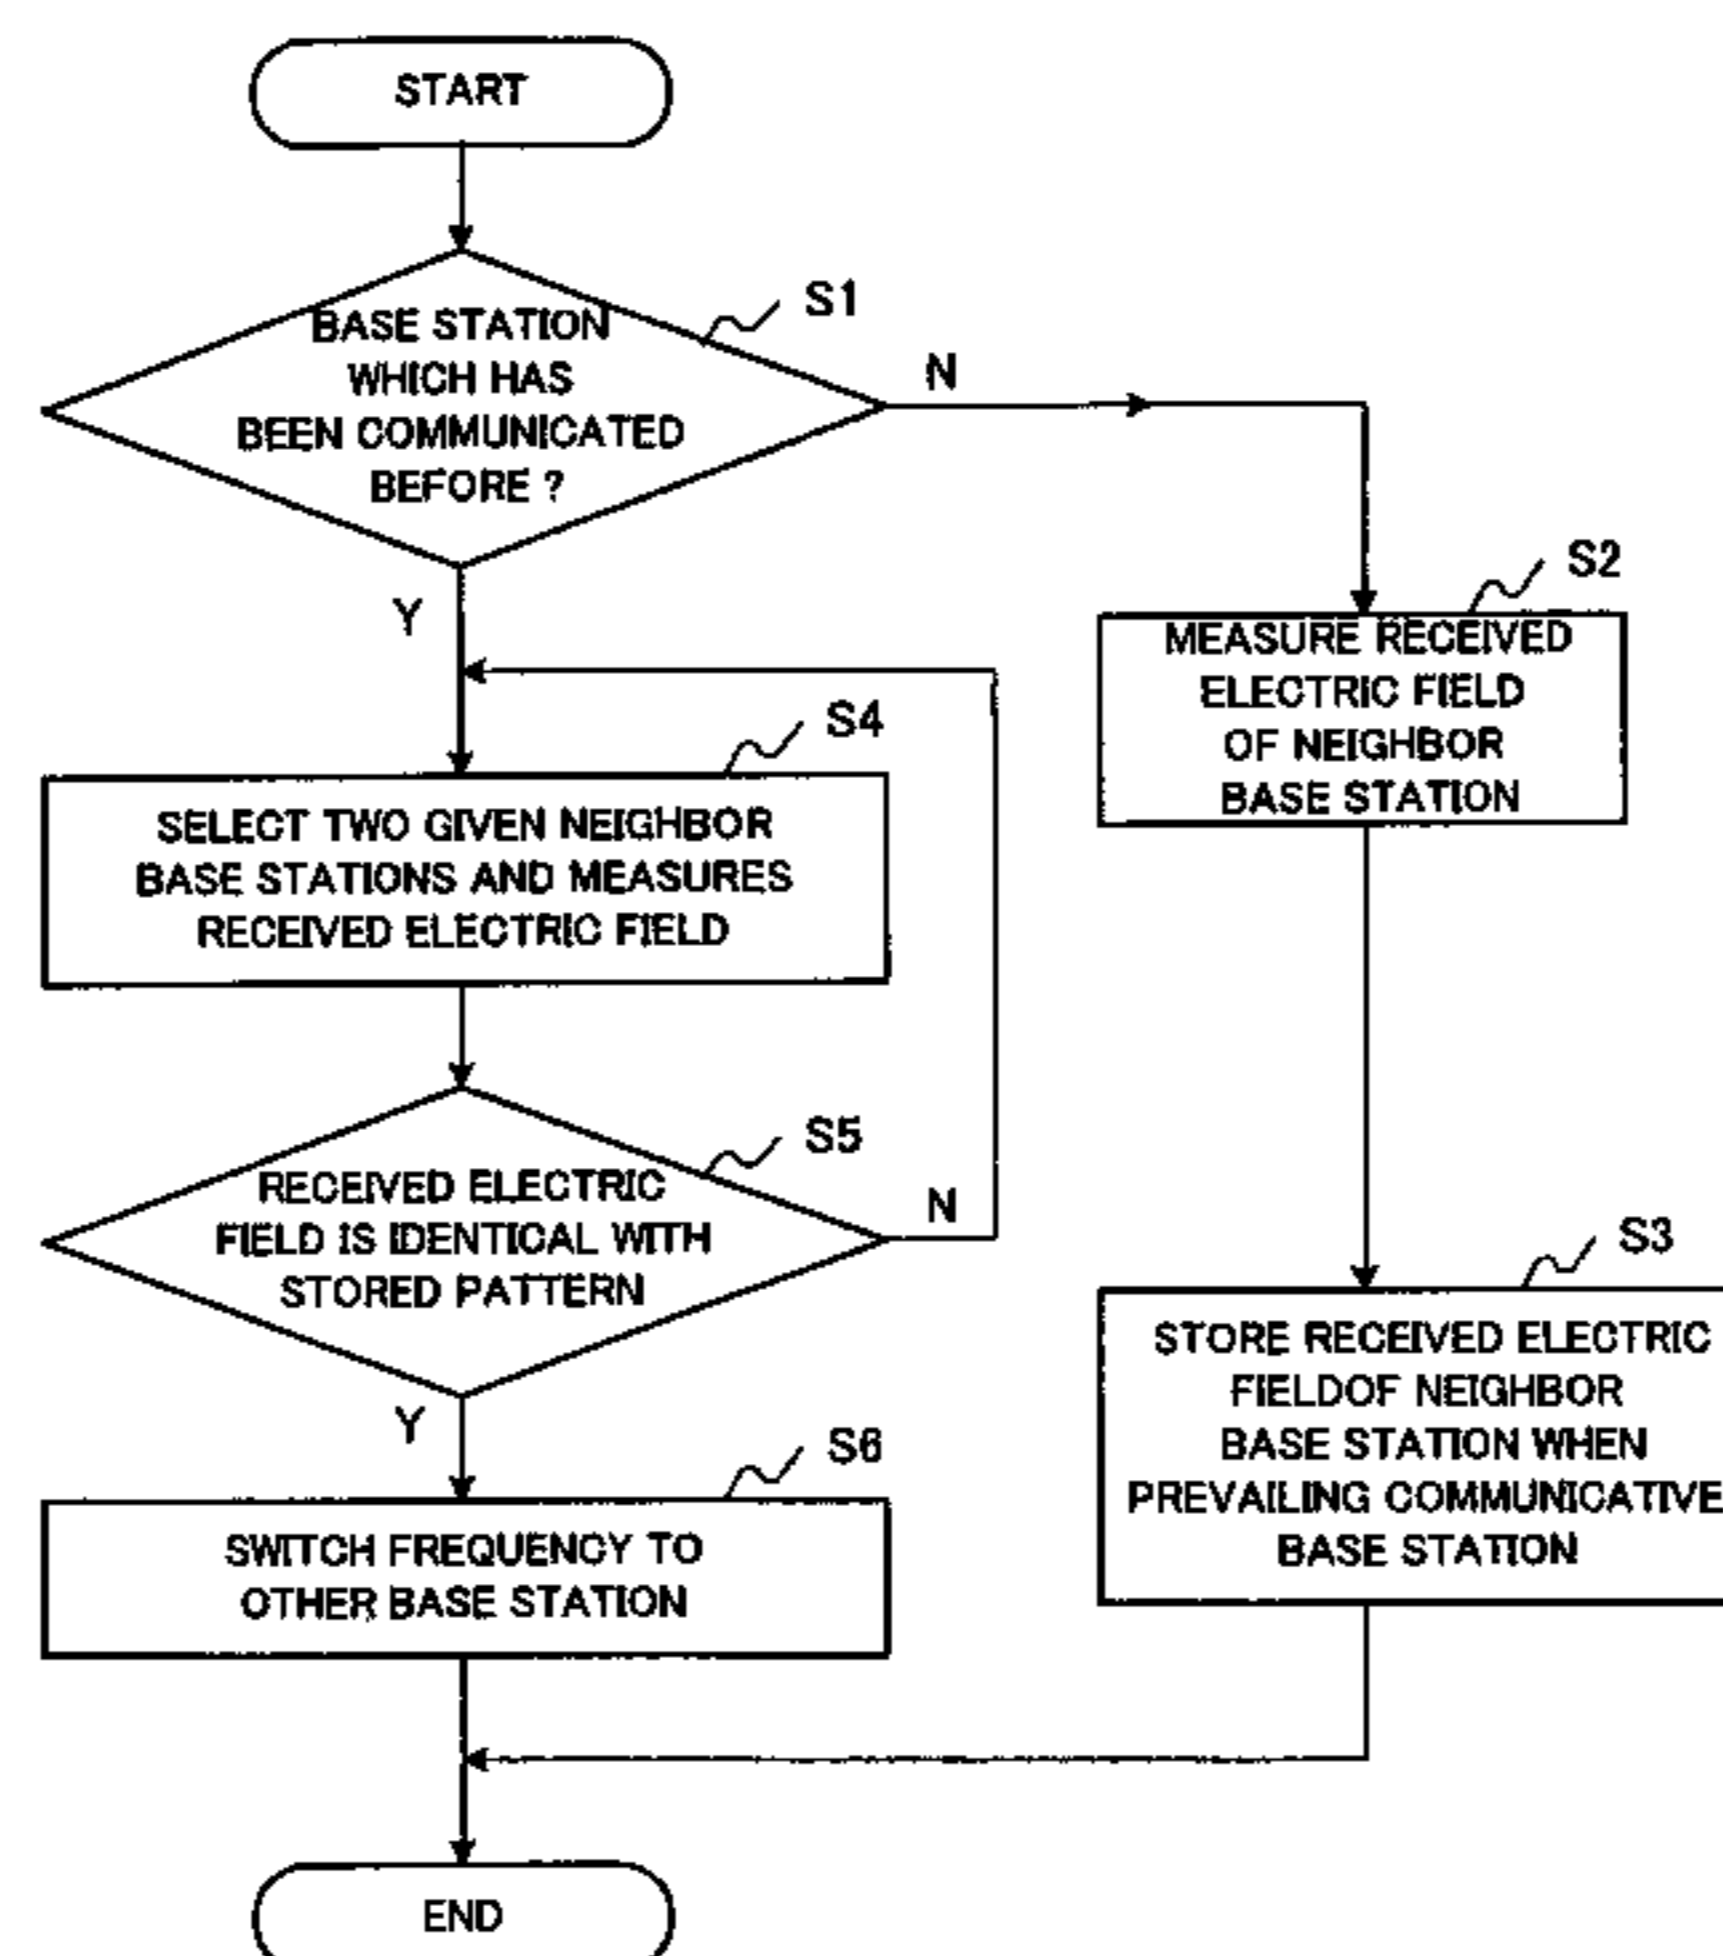 START
S1
BASE STATION
WHICH HAS
BEEN COMMUNICATED
BEFORE ?
N
Y
S2
MEASURE RECEIVED
ELECTRIC FIELD
OF NEIGHBOR
BASE STATION
S4
SELECT TWO GIVEN NEIGHBOR
BASE STATIONS AND MEASURES
RECEIVED ELECTRIC FIELD
S5
RECEIVED ELECTRIC
FIELD IS IDENTICAL WITH
STORED PATTERN
N
Y
S3
STORE RECEIVED ELECTRIC
FIELDOF NEIGHBOR
BASE STATION WHEN
PREVAILING COMMUNICATIVE
BASE STATION
S6
SWITCH FREQUENCY TO
OTHER BASE STATION
END